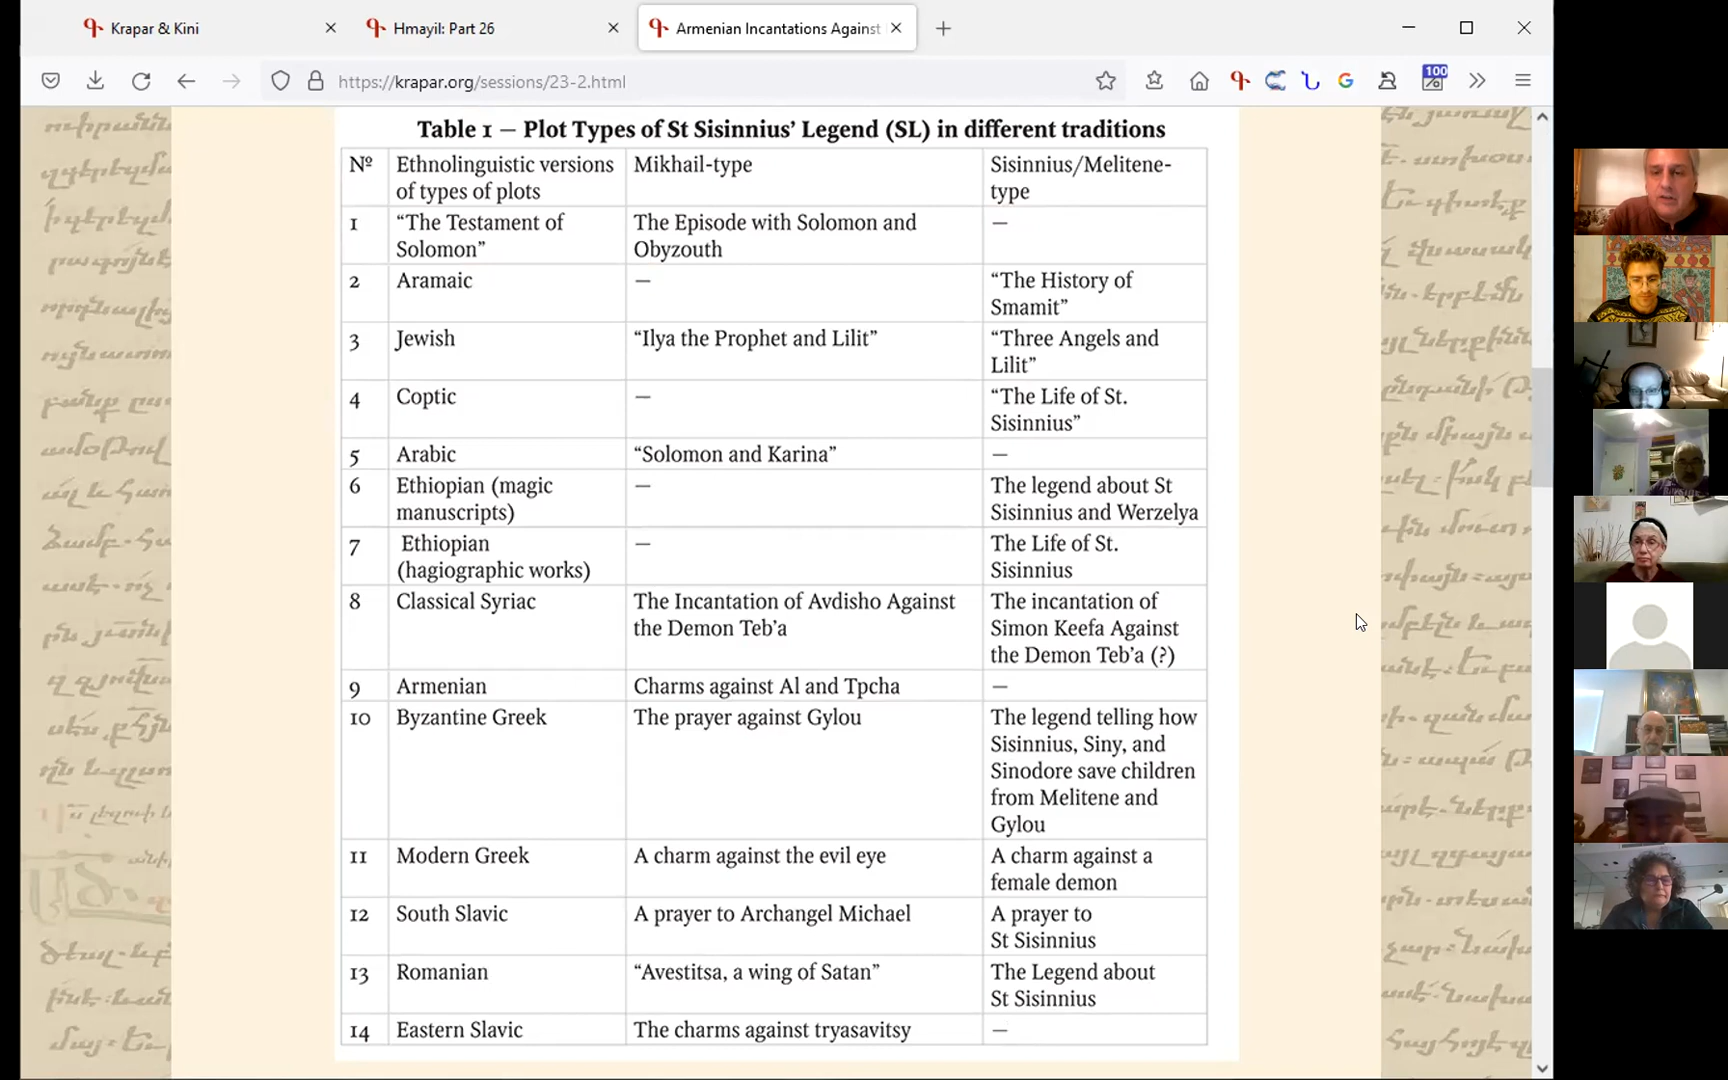 Krapar & Kini
Hmayil: Part 26
Armenian Incantations Against
https://krapar.org/sessions/23-2.html
100
%
Table 1 — Plot Types of St Sisinnius’ Legend (SL) in different traditions
Nº Ethnolinguistic versions of types of plots Mikhail-type Sisinnius/Melitene-type
1 “The Testament of Solomon” The Episode with Solomon and Obyzouth —
2 Aramaic — “The History of Smamit”
3 Jewish “Ilya the Prophet and Lilit” “Three Angels and Lilit”
4 Coptic — “The Life of St. Sisinnius”
5 Arabic “Solomon and Karina” —
6 Ethiopian (magic manuscripts) — The legend about St Sisinnius and Werzelya
7 Ethiopian (hagiographic works) — The Life of St. Sisinnius
8 Classical Syriac The Incantation of Avdisho Against the Demon Teb’a The incantation of Simon Keefa Against the Demon Teb’a (?)
9 Armenian Charms against Al and Tpcha —
10 Byzantine Greek The prayer against Gylou The legend telling how Sisinnius, Siny, and Sinodore save children from Melitene and Gylou
11 Modern Greek A charm against the evil eye A charm against a female demon
12 South Slavic A prayer to Archangel Michael A prayer to St Sisinnius
13 Romanian “Avestitsa, a wing of Satan” The Legend about St Sisinnius
14 Eastern Slavic The charms against tryasavitsy —